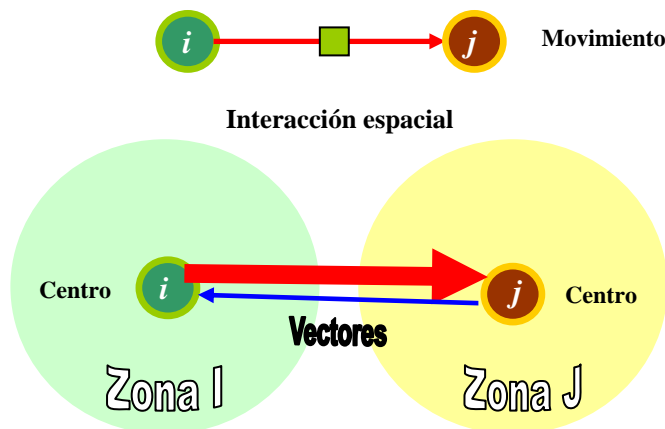 i
j
Movimiento
Interacción espacial
Centro
i
j
Centro
Vectores
Zona I
Zona J